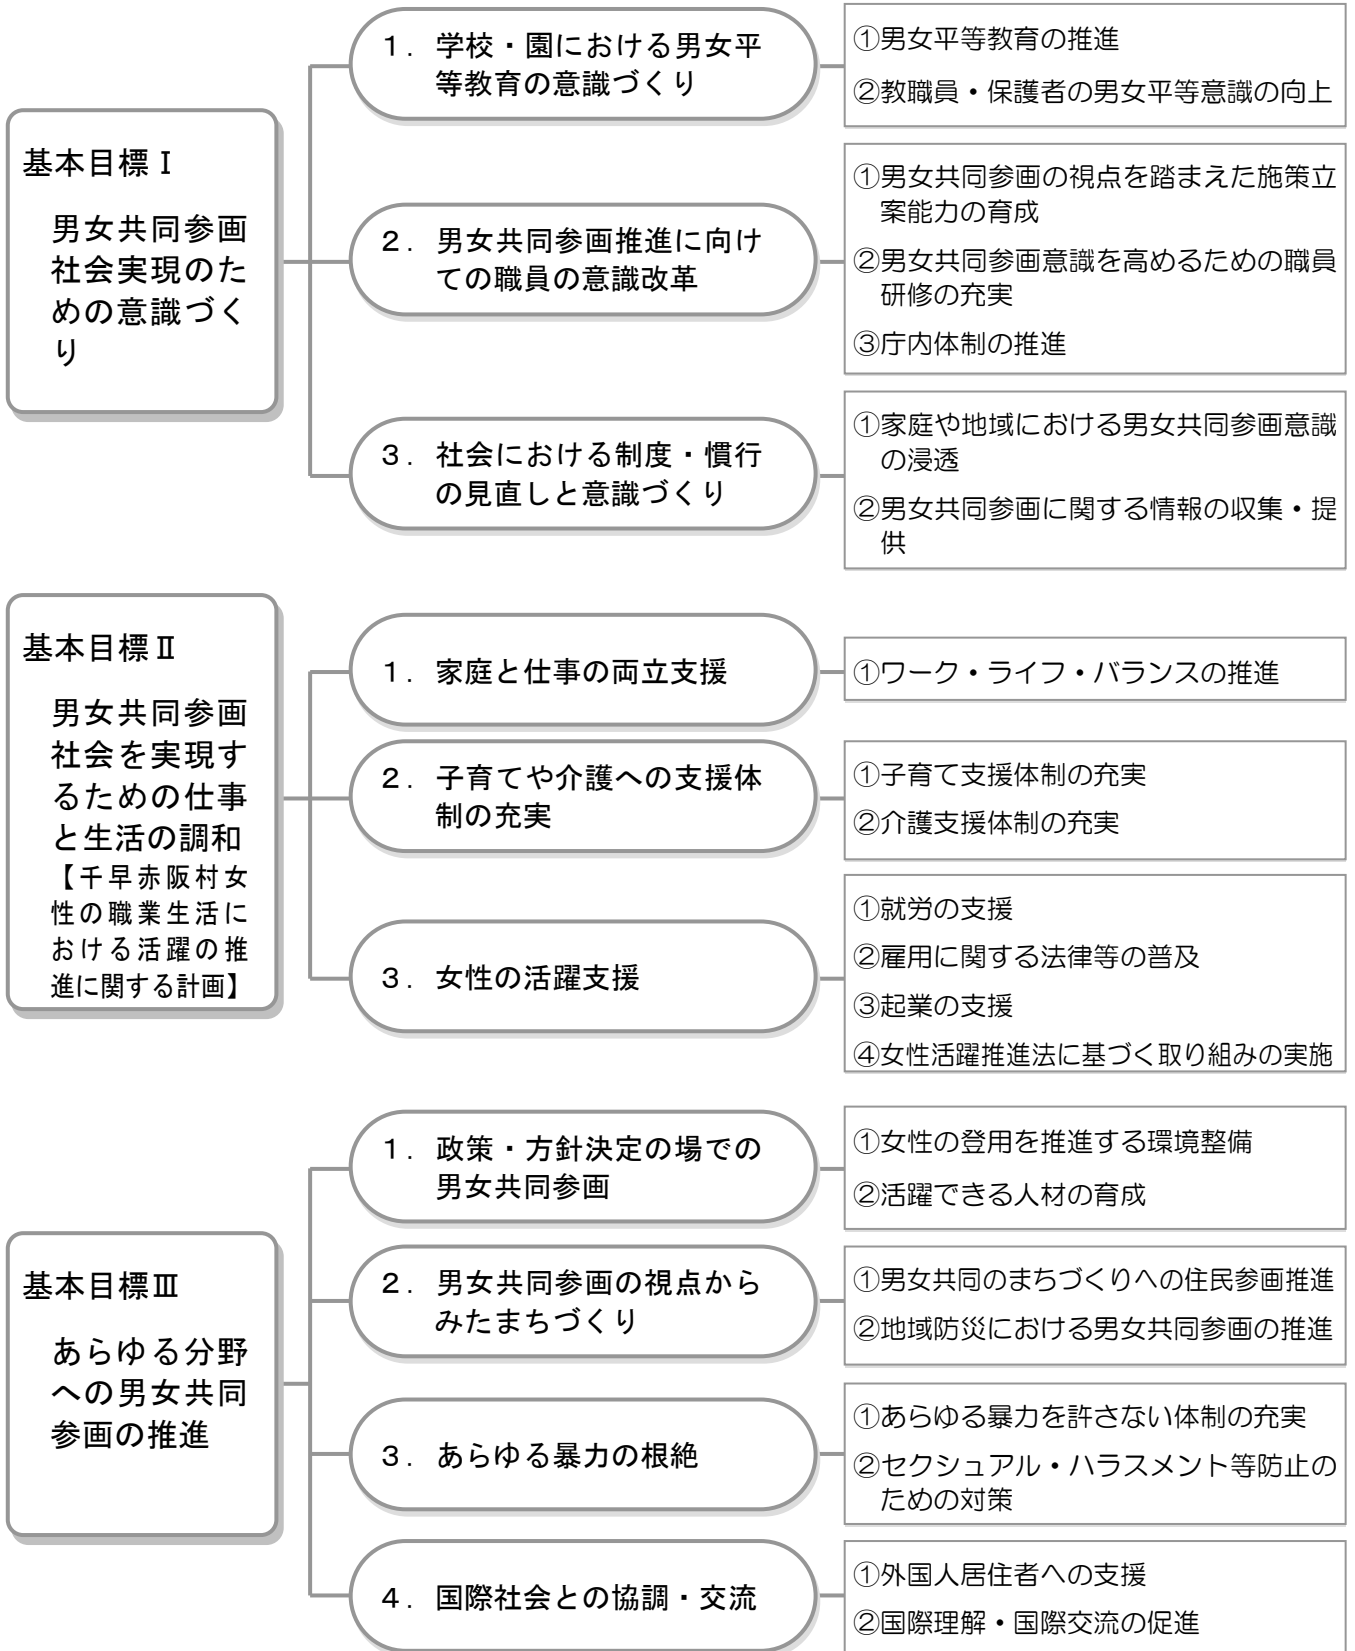 基本目標Ⅰ
男女共同参画
社会実現のた
めの意識づく
り
１．学校・園における男女平
等教育の意識づくり
①男女平等教育の推進
②教職員・保護者の男女平等意識の向上
２．男女共同参画推進に向け
ての職員の意識改革
①男女共同参画の視点を踏まえた施策立
案能力の育成
②男女共同参画意識を高めるための職員
研修の充実
③庁内体制の推進
３．社会における制度・慣行
の見直しと意識づくり
①家庭や地域における男女共同参画意識
の浸透
②男女共同参画に関する情報の収集・提
供
基本目標Ⅱ
男女共同参画
社会を実現す
るための仕事
と生活の調和
【千早赤阪村女
性の職業生活に
おける活躍の推
進に関する計画】
１．家庭と仕事の両立支援
①ワーク・ライフ・バランスの推進
２．子育てや介護への支援体
制の充実
①子育て支援体制の充実
②介護支援体制の充実
３．女性の活躍支援
①就労の支援
②雇用に関する法律等の普及
③起業の支援
④女性活躍推進法に基づく取り組みの実施
基本目標Ⅲ
あらゆる分野
への男女共同
参画の推進
１．政策・方針決定の場での
男女共同参画
①女性の登用を推進する環境整備
②活躍できる人材の育成
２．男女共同参画の視点から
みたまちづくり
①男女共同のまちづくりへの住民参画推進
②地域防災における男女共同参画の推進
３．あらゆる暴力の根絶
①あらゆる暴力を許さない体制の充実
②セクシュアル・ハラスメント等防止の
ための対策
４．国際社会との協調・交流
①外国人居住者への支援
②国際理解・国際交流の促進